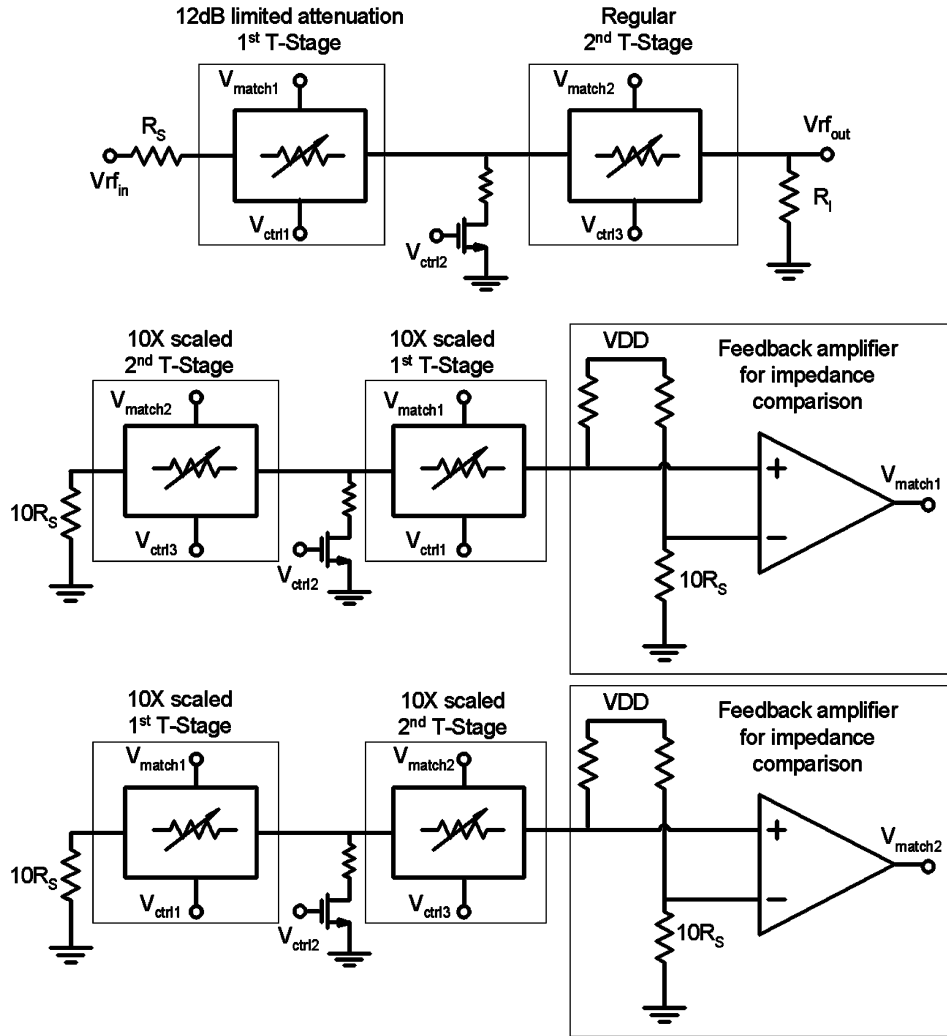 12dB limited attenuation
1st T-Stage
Regular
2nd T-Stage
Vmatch1
Vmatch2
RS
Vrfin
Vrfout
Rl
Vctrl1
Vctrl2
Vctrl3
10X scaled
2nd T-Stage
10X scaled
1st T-Stage
VDD
Feedback amplifier
for impedance
comparison
Vmatch2
Vmatch1
+
Vmatch1
10RS
−
Vctrl3
Vctrl2
Vctrl1
10RS
10X scaled
1st T-Stage
10X scaled
2nd T-Stage
VDD
Feedback amplifier
for impedance
comparison
Vmatch1
Vmatch2
+
Vmatch2
10RS
−
Vctrl1
Vctrl2
Vctrl3
10RS